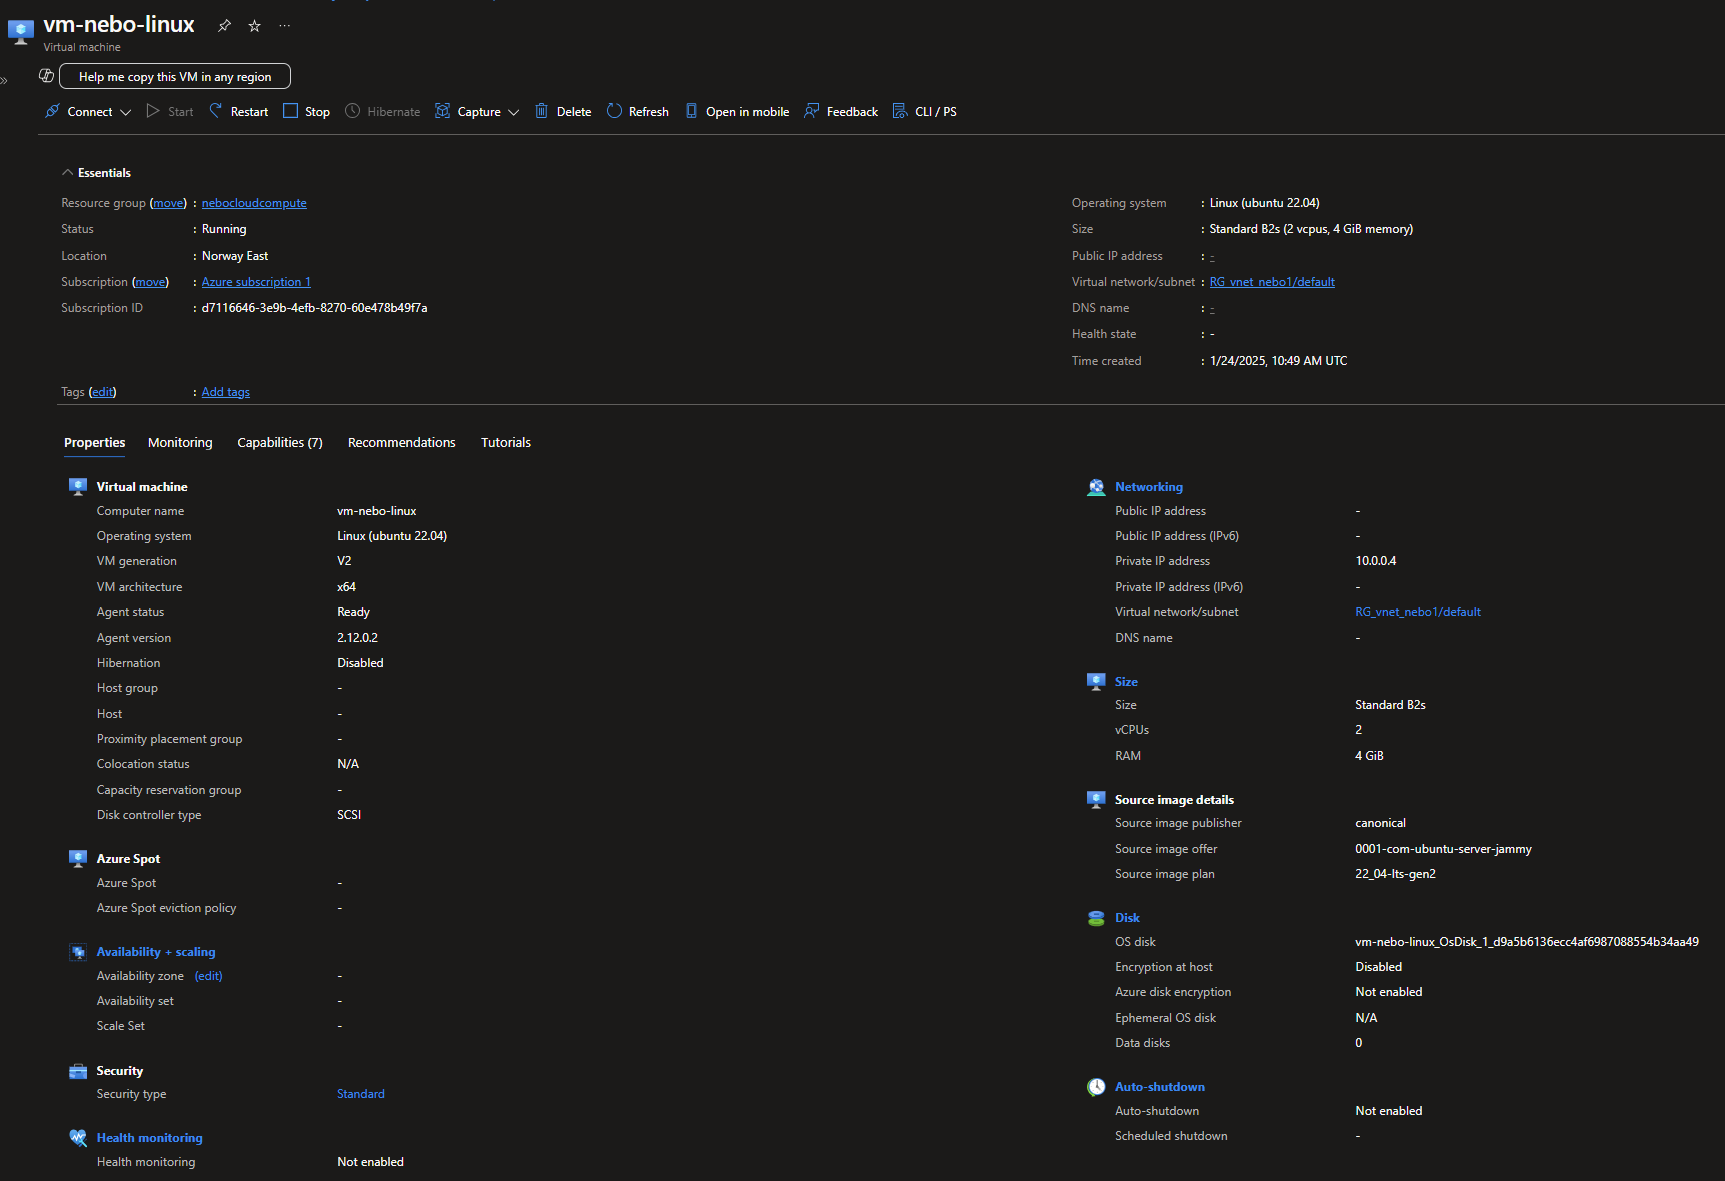 vm-nebo-linux
Virtual machine
Help me copy this VM in any region
Connect Start Restart Stop Hibernate Capture Delete Refresh Open in mobile Feedback CLI / PS
Essentials
Resource group (move) : nebocloudcompute
Status : Running
Location : Norway East
Subscription (move) : Azure subscription 1
Subscription ID : d7116646-3e9b-4efb-8270-60e478b49f7a
Operating system : Linux (ubuntu 22.04)
Size : Standard B2s (2 vcpus, 4 GiB memory)
Public IP address : -
Virtual network/subnet : RG_vnet_nebo1/default
DNS name : -
Health state : -
Time created : 1/24/2025, 10:49 AM UTC
Tags (edit) : Add tags
Properties Monitoring Capabilities (7) Recommendations Tutorials
Virtual machine
Computer name vm-nebo-linux
Operating system Linux (ubuntu 22.04)
VM generation V2
VM architecture x64
Agent status Ready
Agent version 2.12.0.2
Hibernation Disabled
Host group -
Host -
Proximity placement group -
Colocation status N/A
Capacity reservation group -
Disk controller type SCSI
Azure Spot
Azure Spot -
Azure Spot eviction policy -
Availability + scaling
Availability zone (edit) -
Availability set -
Scale Set -
Security
Security type Standard
Health monitoring
Health monitoring Not enabled
Networking
Public IP address -
Public IP address (IPv6) -
Private IP address 10.0.0.4
Private IP address (IPv6) -
Virtual network/subnet RG_vnet_nebo1/default
DNS name -
Size
Size Standard B2s
vCPUs 2
RAM 4 GiB
Source image details
Source image publisher canonical
Source image offer 0001-com-ubuntu-server-jammy
Source image plan 22_04-lts-gen2
Disk
OS disk vm-nebo-linux_OsDisk_1_d9a5b6136ecc4af6987088554b34aa49
Encryption at host Disabled
Azure disk encryption Not enabled
Ephemeral OS disk N/A
Data disks 0
Auto-shutdown
Auto-shutdown Not enabled
Scheduled shutdown -